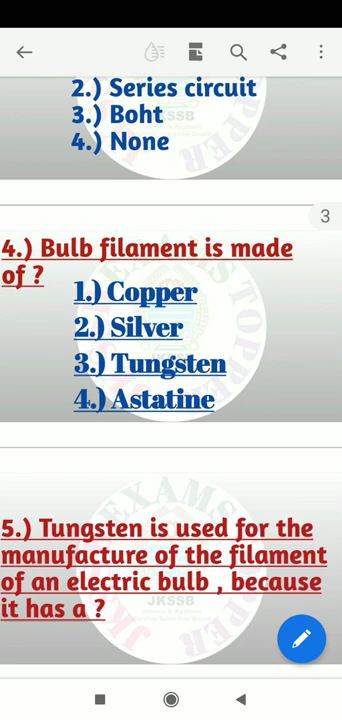 2.) Series circuit
3.) Boht
4.) None
3
4.) Bulb filament is made
of ?
1.) Copper
2.) Silver
3.) Tungsten
4.) Astatine
EXAMS
5.) Tungsten is used for the
manufacture of the filament
of an electric bulb , because
it has a ?
JKSSB